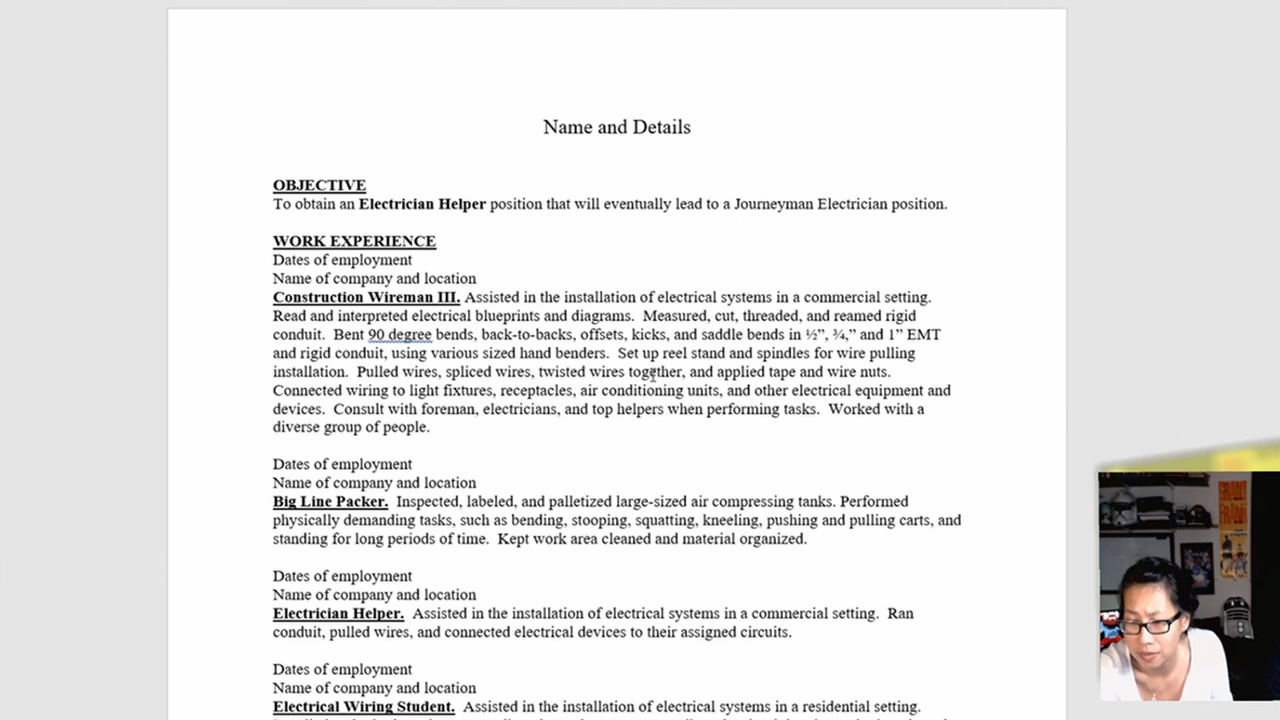 Name and Details
OBJECTIVE
To obtain an Electrician Helper position that will eventually lead to a Journeyman Electrician position.
WORK EXPERIENCE
Dates of employment
Name of company and location
Construction Wireman III. Assisted in the installation of electrical systems in a commercial setting.
Read and interpreted electrical blueprints and diagrams. Measured, cut, threaded, and reamed rigid
conduit. Bent 90 degree bends, back-to-backs, offsets, kicks, and saddle bends in ½”, ¾,” and 1” EMT
and rigid conduit, using various sized hand benders. Set up reel stand and spindles for wire pulling
installation. Pulled wires, spliced wires, twisted wires together, and applied tape and wire nuts.
Connected wiring to light fixtures, receptacles, air conditioning units, and other electrical equipment and
devices. Consult with foreman, electricians, and top helpers when performing tasks. Worked with a
diverse group of people.
Dates of employment
Name of company and location
Big Line Packer. Inspected, labeled, and palletized large-sized air compressing tanks. Performed
physically demanding tasks, such as bending, stooping, squatting, kneeling, pushing and pulling carts, and
standing for long periods of time. Kept work area cleaned and material organized.
Dates of employment
Name of company and location
Electrician Helper. Assisted in the installation of electrical systems in a commercial setting. Ran
conduit, pulled wires, and connected electrical devices to their assigned circuits.
Dates of employment
Name of company and location
Electrical Wiring Student. Assisted in the installation of electrical systems in a residential setting.